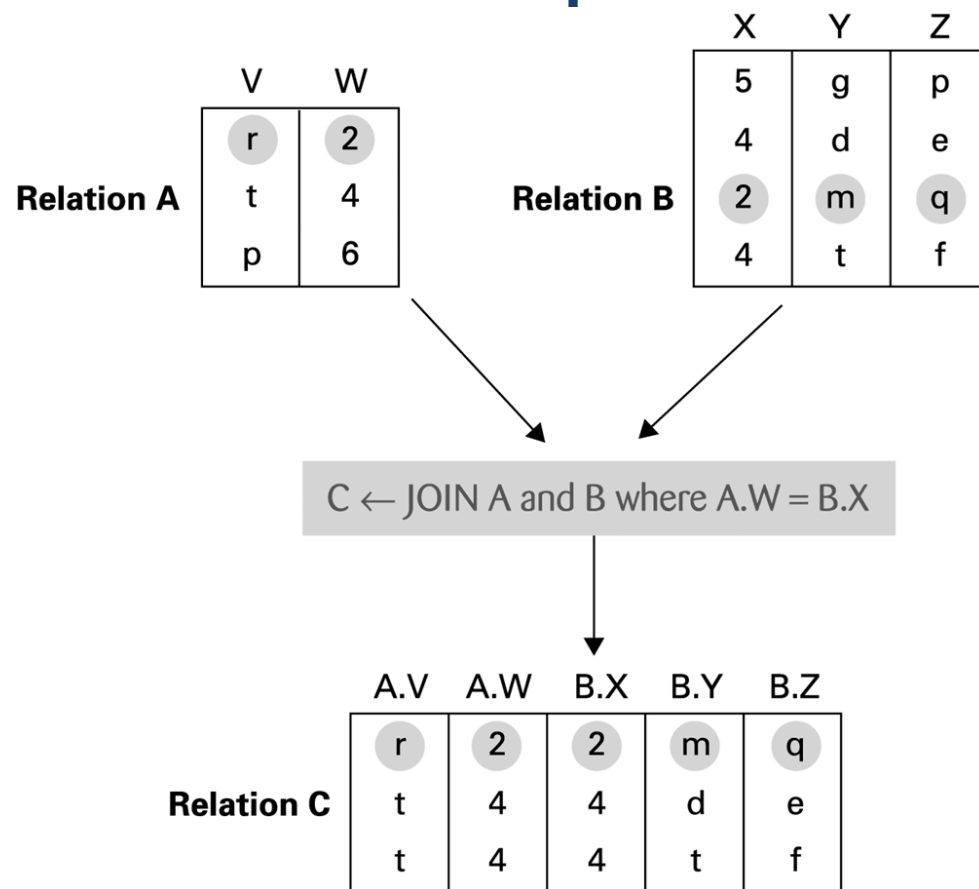 X Y Z
V W
5 g p
r 2
4 d e
Relation A t 4
Relation B 2 m q
p 6
4 t f
C ← JOIN A and B where A.W = B.X
A.V A.W B.X B.Y B.Z
r 2 2 m q
Relation C t 4 4 d e
t 4 4 t f